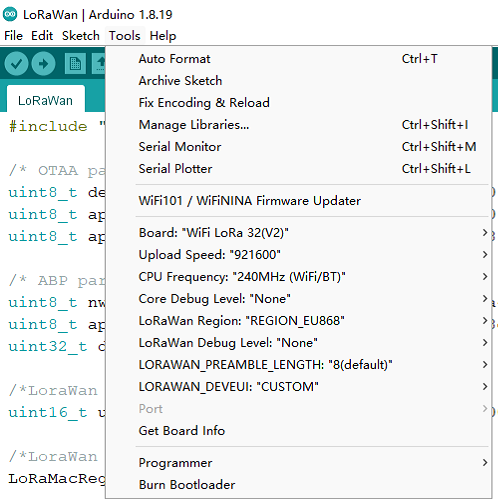 LoRaWan | Arduino 1.8.19
File Edit Sketch Tools Help
Auto Format Ctrl+T
Archive Sketch
Fix Encoding & Reload
Manage Libraries... Ctrl+Shift+I
Serial Monitor Ctrl+Shift+M
Serial Plotter Ctrl+Shift+L
WiFi101 / WiFiNINA Firmware Updater
Board: "WiFi LoRa 32(V2)"
Upload Speed: "921600"
CPU Frequency: "240MHz (WiFi/BT)"
Core Debug Level: "None"
LoRaWan Region: "REGION_EU868"
LoRaWan Debug Level: "None"
LORAWAN_PREAMBLE_LENGTH: "8(default)"
LORAWAN_DEVEUI: "CUSTOM"
Port
Get Board Info
Programmer
Burn Bootloader
LoRaWan
#include "
/* OTAA pa
uint8_t de
uint8_t ap
uint8_t ap
/* ABP par
uint8_t nw
uint8_t ap
uint32_t d
/*LoraWan
uint16_t u
/*LoraWan
LoRaMacReg